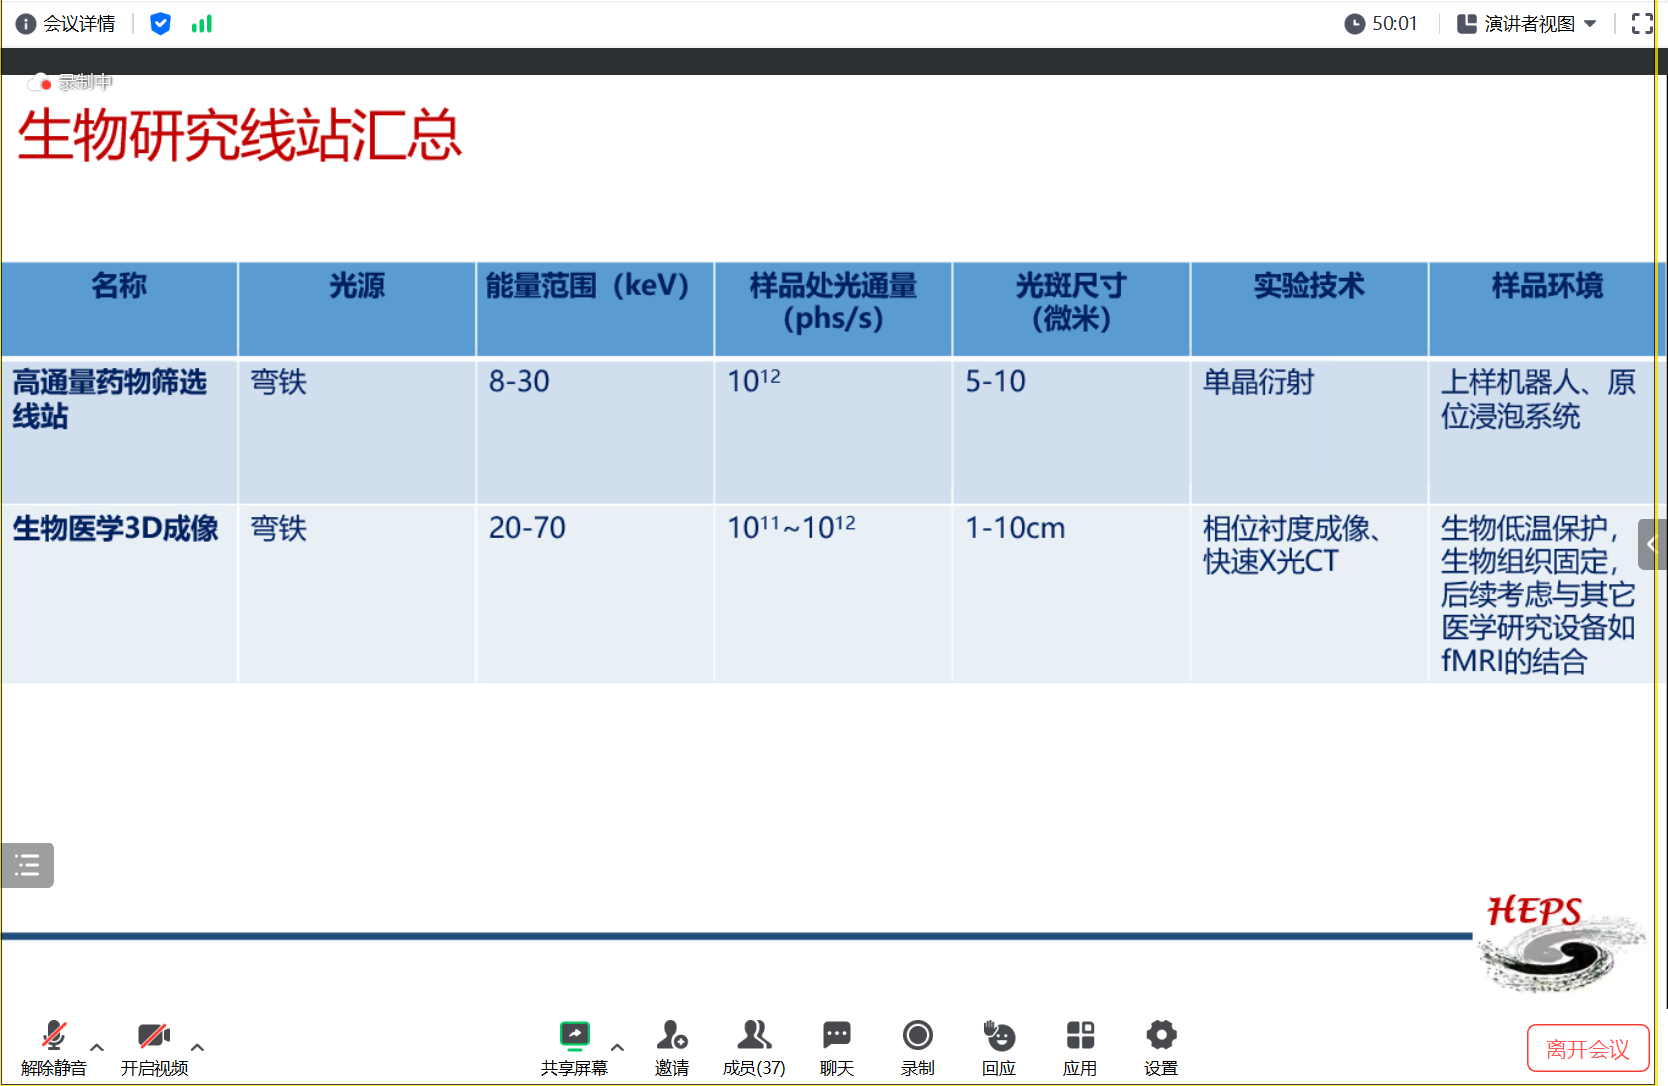 会议详情
50:01
演讲者视图
录制中
生物研究线站汇总
名称
光源
能量范围（keV）
样品处光通量
(phs/s)
光斑尺寸
(微米)
实验技术
样品环境
高通量药物筛选
线站
弯铁
8-30
10¹²
5-10
单晶衍射
上样机器人、原
位浸泡系统
生物医学3D成像
弯铁
20-70
10¹¹~10¹²
1-10cm
相位衬度成像、
快速X光CT
生物低温保护，
生物组织固定，
后续考虑与其它
医学研究设备如
fMRI的结合
HEPS
解除静音
开启视频
共享屏幕
邀请
成员(37)
聊天
录制
回应
应用
设置
离开会议